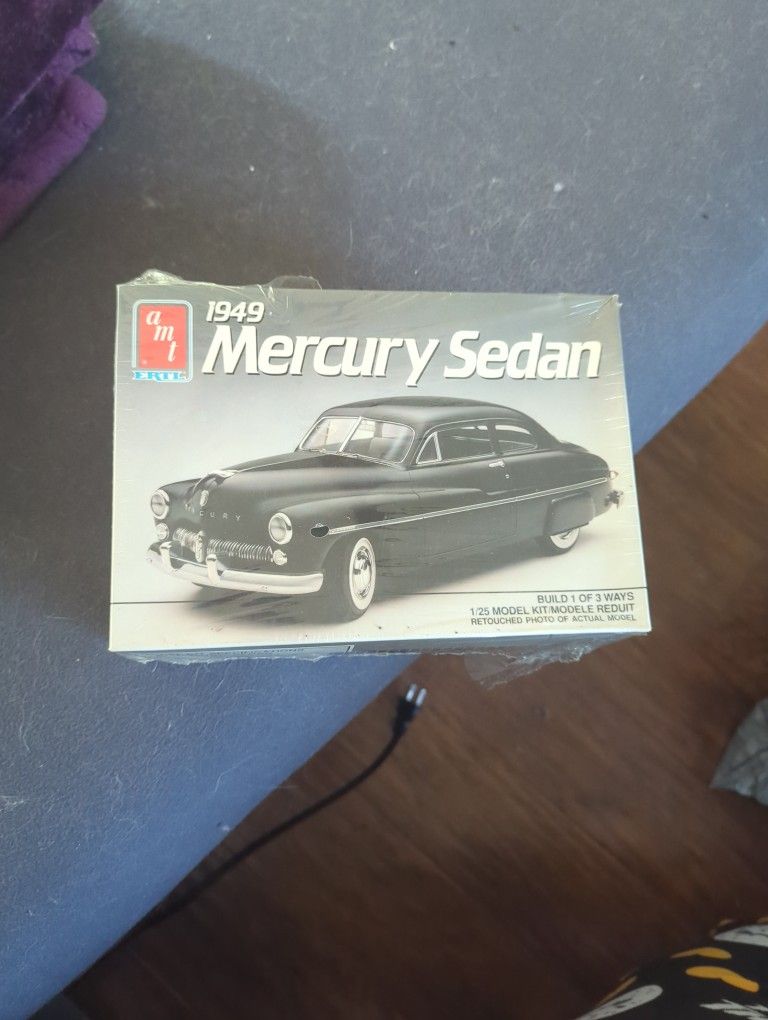 amt
ERTL
1949
Mercury Sedan
BUILD 1 OF 3 WAYS
1/25 MODEL KIT/MODELE REDUIT
RETOUCHED PHOTO OF ACTUAL MODEL